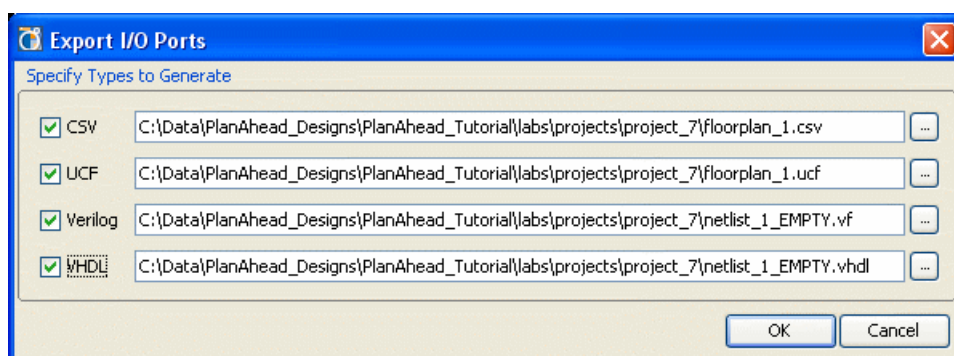 Export I/O Ports
Specify Types to Generate
CSV C:\Data\PlanAhead_Designs\PlanAhead_Tutorial\labs\projects\project_7\floorplan_1.csv ...
UCF C:\Data\PlanAhead_Designs\PlanAhead_Tutorial\labs\projects\project_7\floorplan_1.ucf ...
Verilog C:\Data\PlanAhead_Designs\PlanAhead_Tutorial\labs\projects\project_7\netlist_1_EMPTY.vf ...
VHDL C:\Data\PlanAhead_Designs\PlanAhead_Tutorial\labs\projects\project_7\netlist_1_EMPTY.vhdl ...
OK Cancel